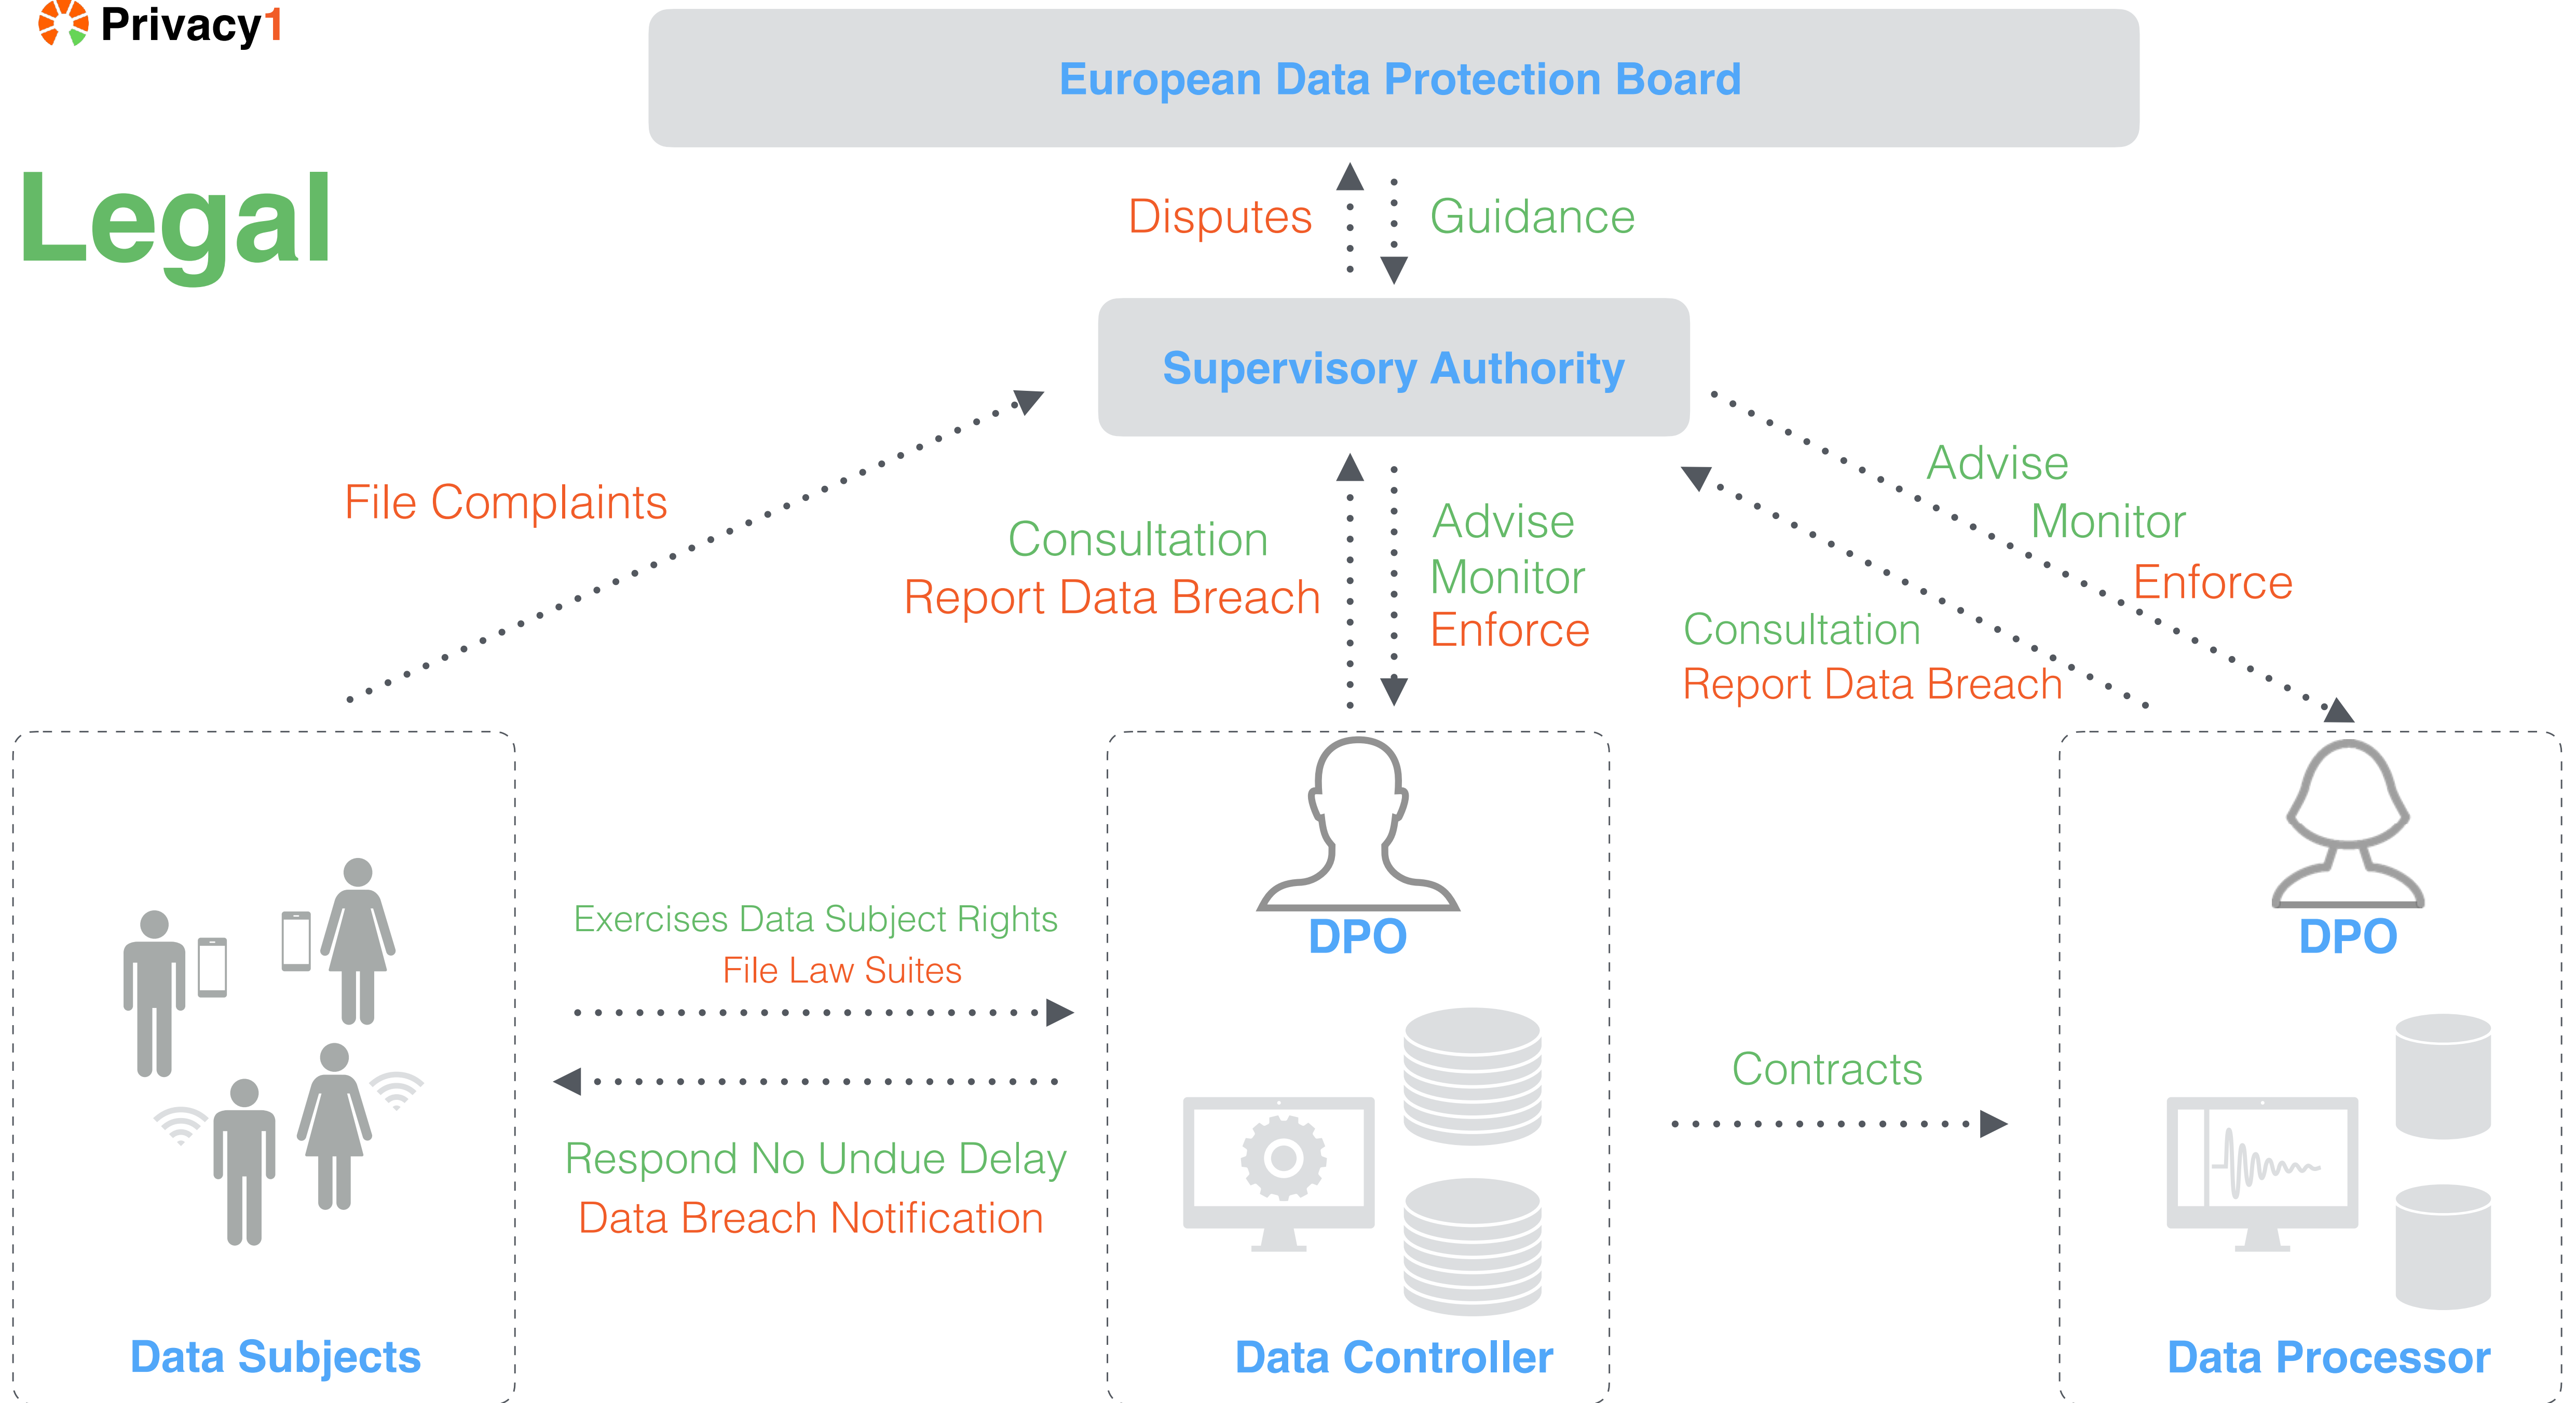 Privacy1
European Data Protection Board
Legal
Disputes
Guidance
Supervisory Authority
File Complaints
Consultation
Report Data Breach
Advise
Monitor
Enforce
Advise
Monitor
Enforce
Consultation
Report Data Breach
Exercises Data Subject Rights
File Law Suites
Respond No Undue Delay
Data Breach Notification
DPO
Contracts
DPO
Data Subjects
Data Controller
Data Processor